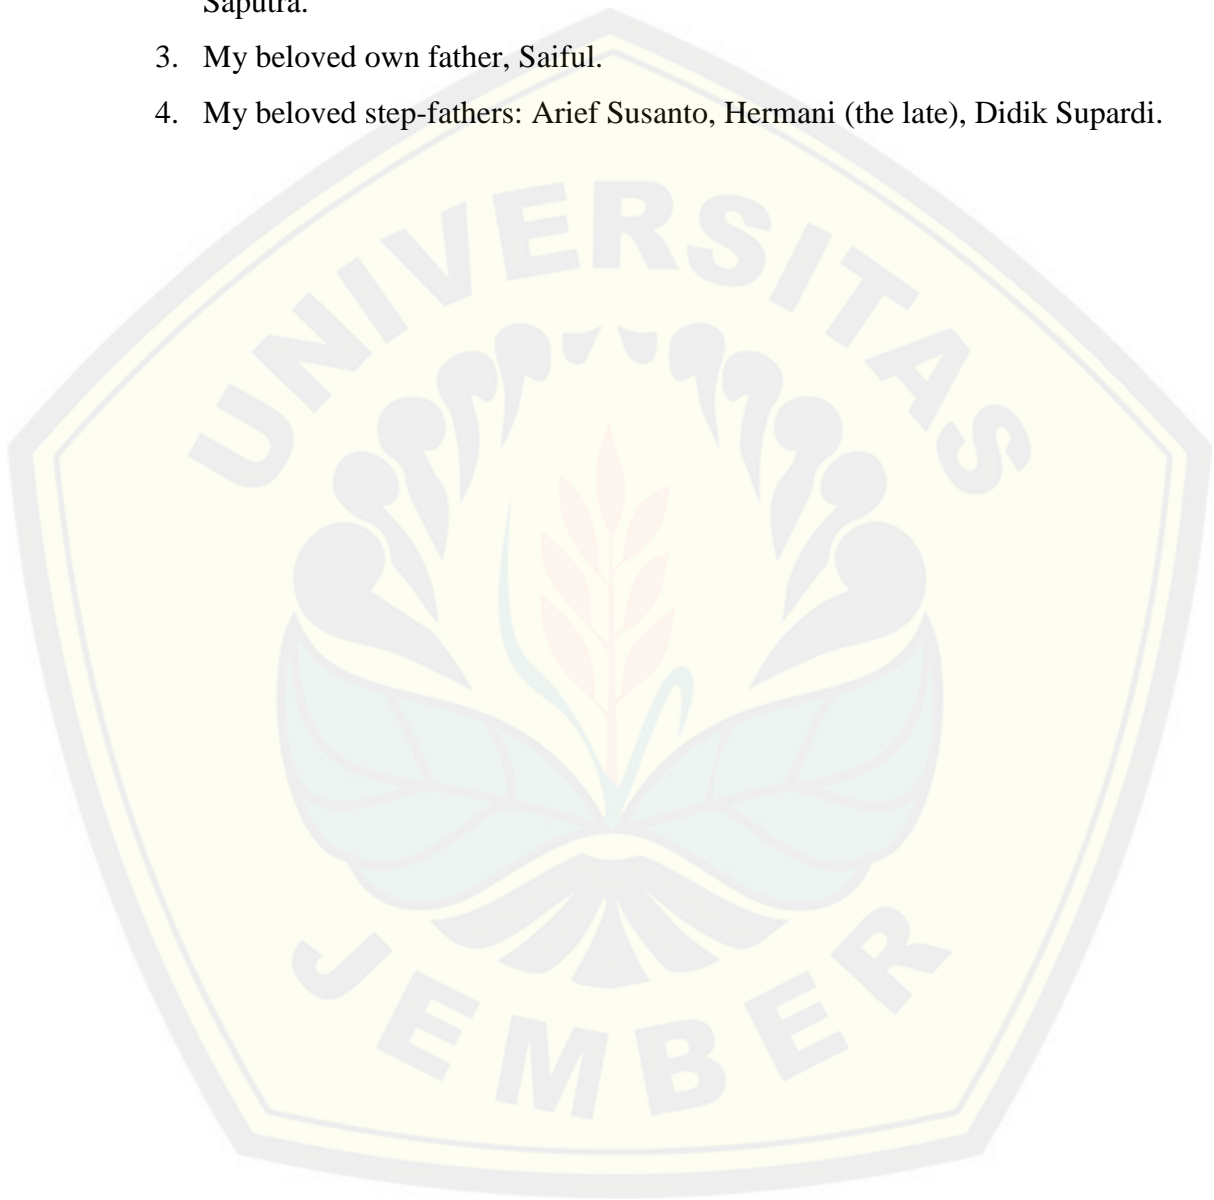 Saputra.
3. My beloved own father, Saiful.
4. My beloved step-fathers: Arief Susanto, Hermani (the late), Didik Supardi.
UNIVERSITAS
JEMBER